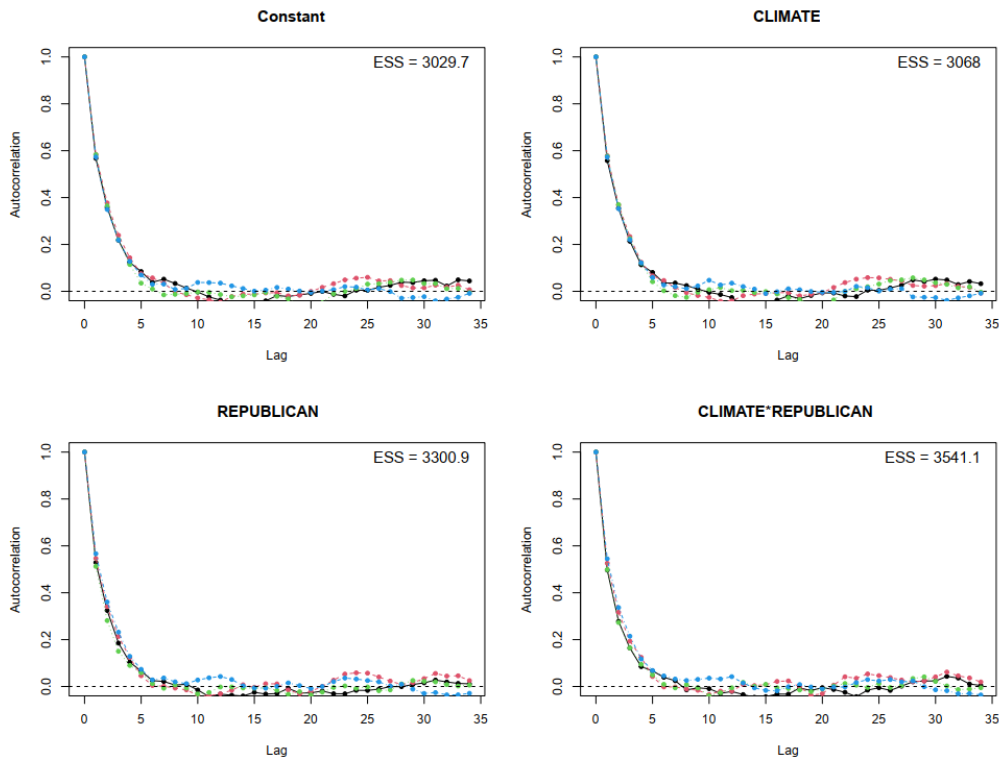 Constant
ESS = 3029.7
Autocorrelation
0.0 0.2 0.4 0.6 0.8 1.0
0 5 10 15 20 25 30 35
Lag
CLIMATE
ESS = 3068
Autocorrelation
0.0 0.2 0.4 0.6 0.8 1.0
0 5 10 15 20 25 30 35
Lag
REPUBLICAN
ESS = 3300.9
Autocorrelation
0.0 0.2 0.4 0.6 0.8 1.0
0 5 10 15 20 25 30 35
Lag
CLIMATE*REPUBLICAN
ESS = 3541.1
Autocorrelation
0.0 0.2 0.4 0.6 0.8 1.0
0 5 10 15 20 25 30 35
Lag